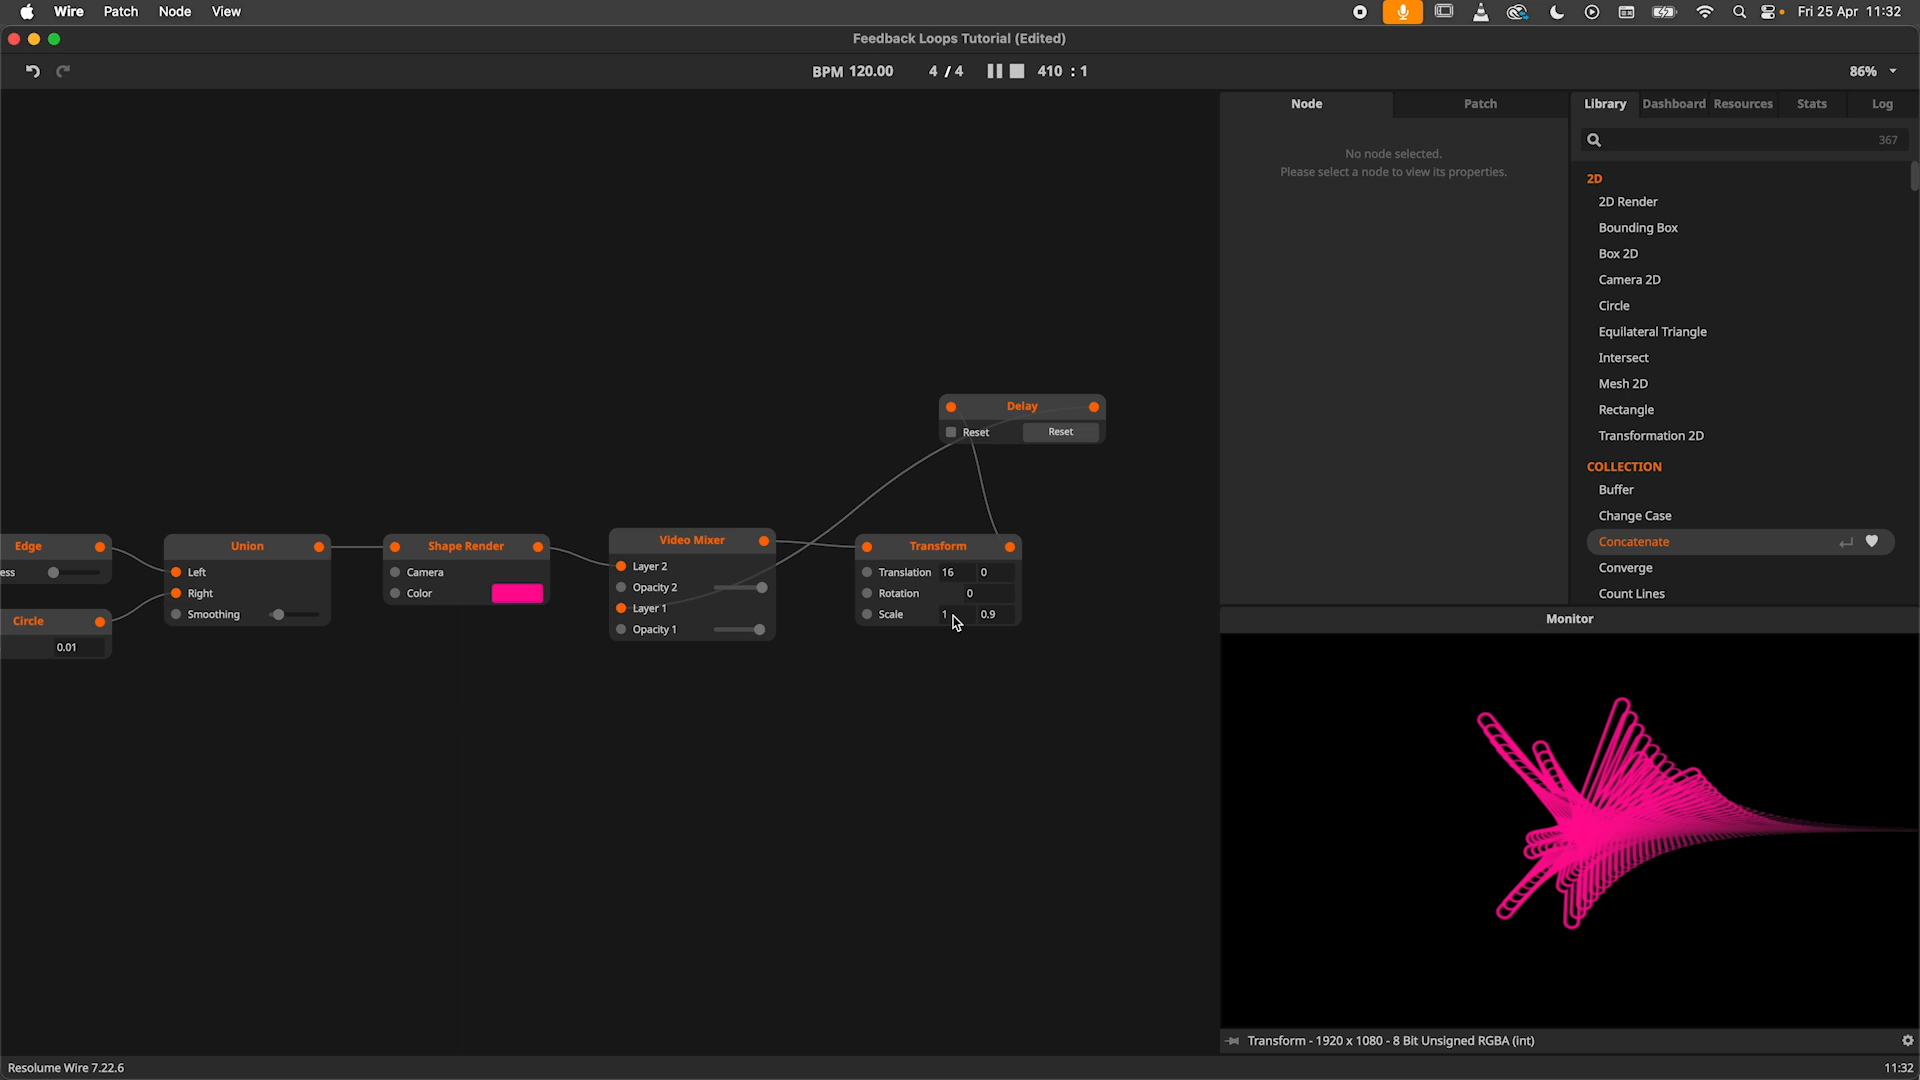 Wire Patch Node View Fri 25 Apr 11:32
Feedback Loops Tutorial (Edited)
BPM 120.00 4 / 4 410 : 1 86%
Node Patch Library Dashboard Resources Stats Log
367
No node selected.
Please select a node to view its properties.
2D
2D Render
Bounding Box
Box 2D
Camera 2D
Circle
Equilateral Triangle
Intersect
Mesh 2D
Rectangle
Transformation 2D
COLLECTION
Buffer
Change Case
Concatenate
Converge
Count Lines
Delay
Reset Reset
Edge
ess
Circle
0.01
Union
Left
Right
Smoothing
Shape Render
Camera
Color
Video Mixer
Layer 2
Opacity 2
Layer 1
Opacity 1
Transform
Translation 16 0
Rotation 0
Scale 1 0.9
Monitor
Transform - 1920 x 1080 - 8 Bit Unsigned RGBA (int)
Resolume Wire 7.22.6 11:32